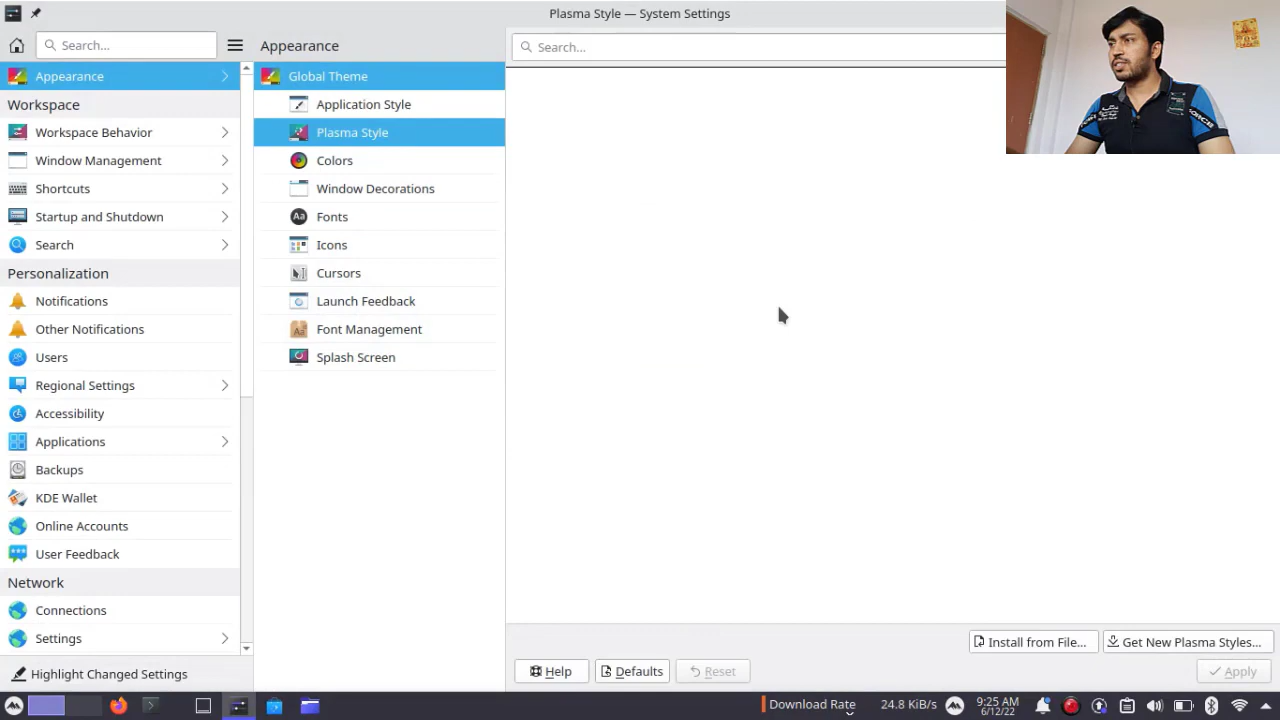 Plasma Style — System Settings
Search...
Appearance
Search...
Appearance
Workspace
Workspace Behavior
Window Management
Shortcuts
Startup and Shutdown
Search
Personalization
Notifications
Other Notifications
Users
Regional Settings
Accessibility
Applications
Backups
KDE Wallet
Online Accounts
User Feedback
Network
Connections
Settings
Highlight Changed Settings
Global Theme
Application Style
Plasma Style
Colors
Window Decorations
Aa Fonts
Icons
Cursors
Launch Feedback
Font Management
Splash Screen
Install from File...
Get New Plasma Styles...
Help
Defaults
Reset
Apply
Download Rate
24.8 KiB/s
9:25 AM
6/12/22